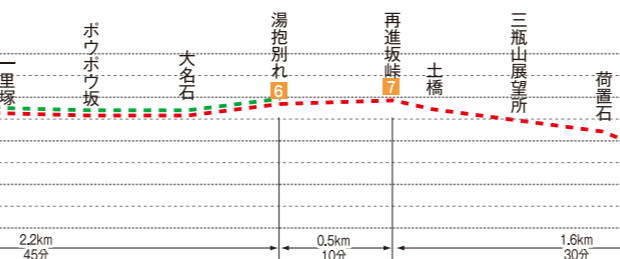 一里塚
ポウポウ坂
大名石
湯抱別れ
6
再進坂峠
7
土橋
三瓶山展望所
荷置石
2.2km
45分
0.5km
10分
1.6km
30分